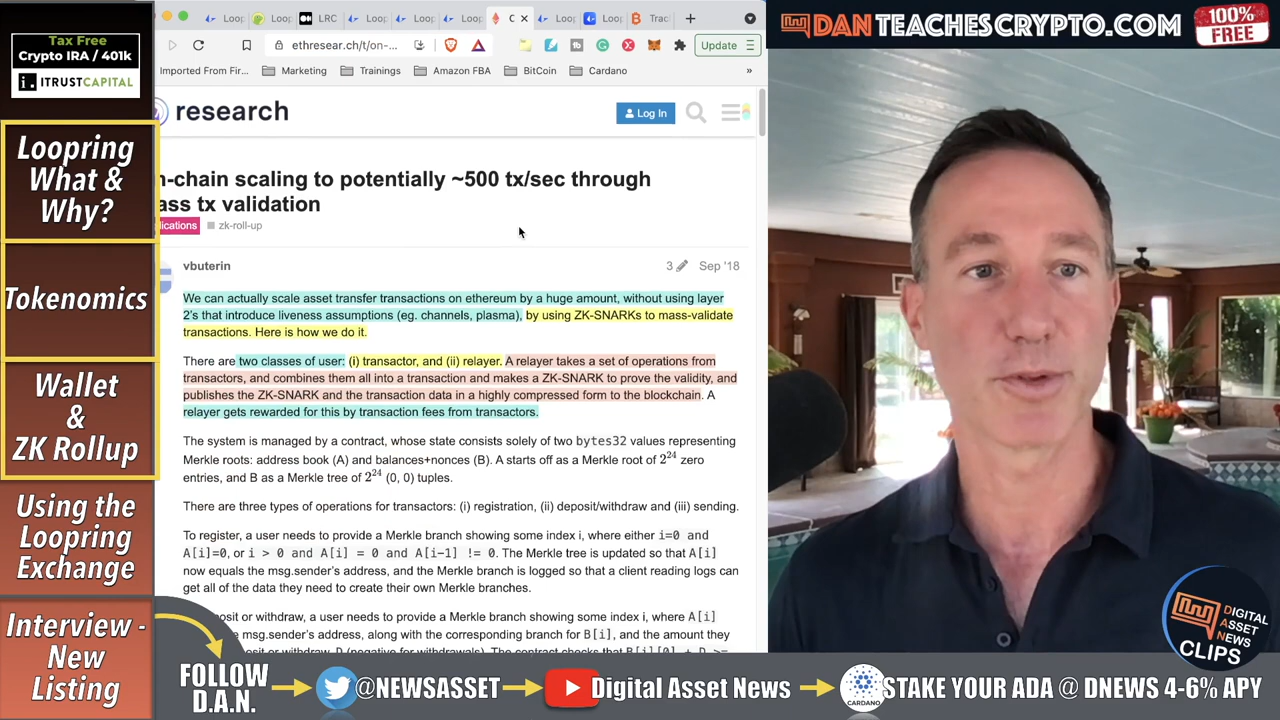 Tax Free
Crypto IRA / 401k
ITRUSTCAPITAL
Loopring
What &
Why?
Tokenomics
Wallet
&
ZK Rollup
Using the
Loopring
Exchange
Interview -
New
Listing
Loop
Loop
LRC
Loop
Loop
Loop
C
Loop
Loop
Trac
ethresear.ch/t/on-...
Update
Imported From Fir...
Marketing
Trainings
Amazon FBA
BitCoin
Cardano
»
research
Log In
n-chain scaling to potentially ~500 tx/sec through
ass tx validation
ications
zk-roll-up
vbuterin
3
Sep '18
We can actually scale asset transfer transactions on ethereum by a huge amount, without using layer
2's that introduce liveness assumptions (eg. channels, plasma), by using ZK-SNARKs to mass-validate
transactions. Here is how we do it.
There are two classes of user: (i) transactor, and (ii) relayer. A relayer takes a set of operations from
transactors, and combines them all into a transaction and makes a ZK-SNARK to prove the validity, and
publishes the ZK-SNARK and the transaction data in a highly compressed form to the blockchain. A
relayer gets rewarded for this by transaction fees from transactors.
The system is managed by a contract, whose state consists solely of two bytes32 values representing
Merkle roots: address book (A) and balances+nonces (B). A starts off as a Merkle root of 2^24 zero
entries, and B as a Merkle tree of 2^24 (0, 0) tuples.
There are three types of operations for transactors: (i) registration, (ii) deposit/withdraw and (iii) sending.
To register, a user needs to provide a Merkle branch showing some index i, where either i=0 and
A[i]=0, or i > 0 and A[i] = 0 and A[i-1] != 0. The Merkle tree is updated so that A[i]
now equals the msg.sender's address, and the Merkle branch is logged so that a client reading logs can
get all of the data they need to create their own Merkle branches.
osit or withdraw, a user needs to provide a Merkle branch showing some index i, where A[i]
e msg.sender's address, along with the corresponding branch for B[i], and the amount they
DANTEACHESCRYPTO.COM
100%
FREE
DIGITAL
ASSET
NEWS
CLIPS
FOLLOW
D.A.N.
@NEWSASSET
Digital Asset News
CARDANO
STAKE YOUR ADA @ DNEWS 4-6% APY